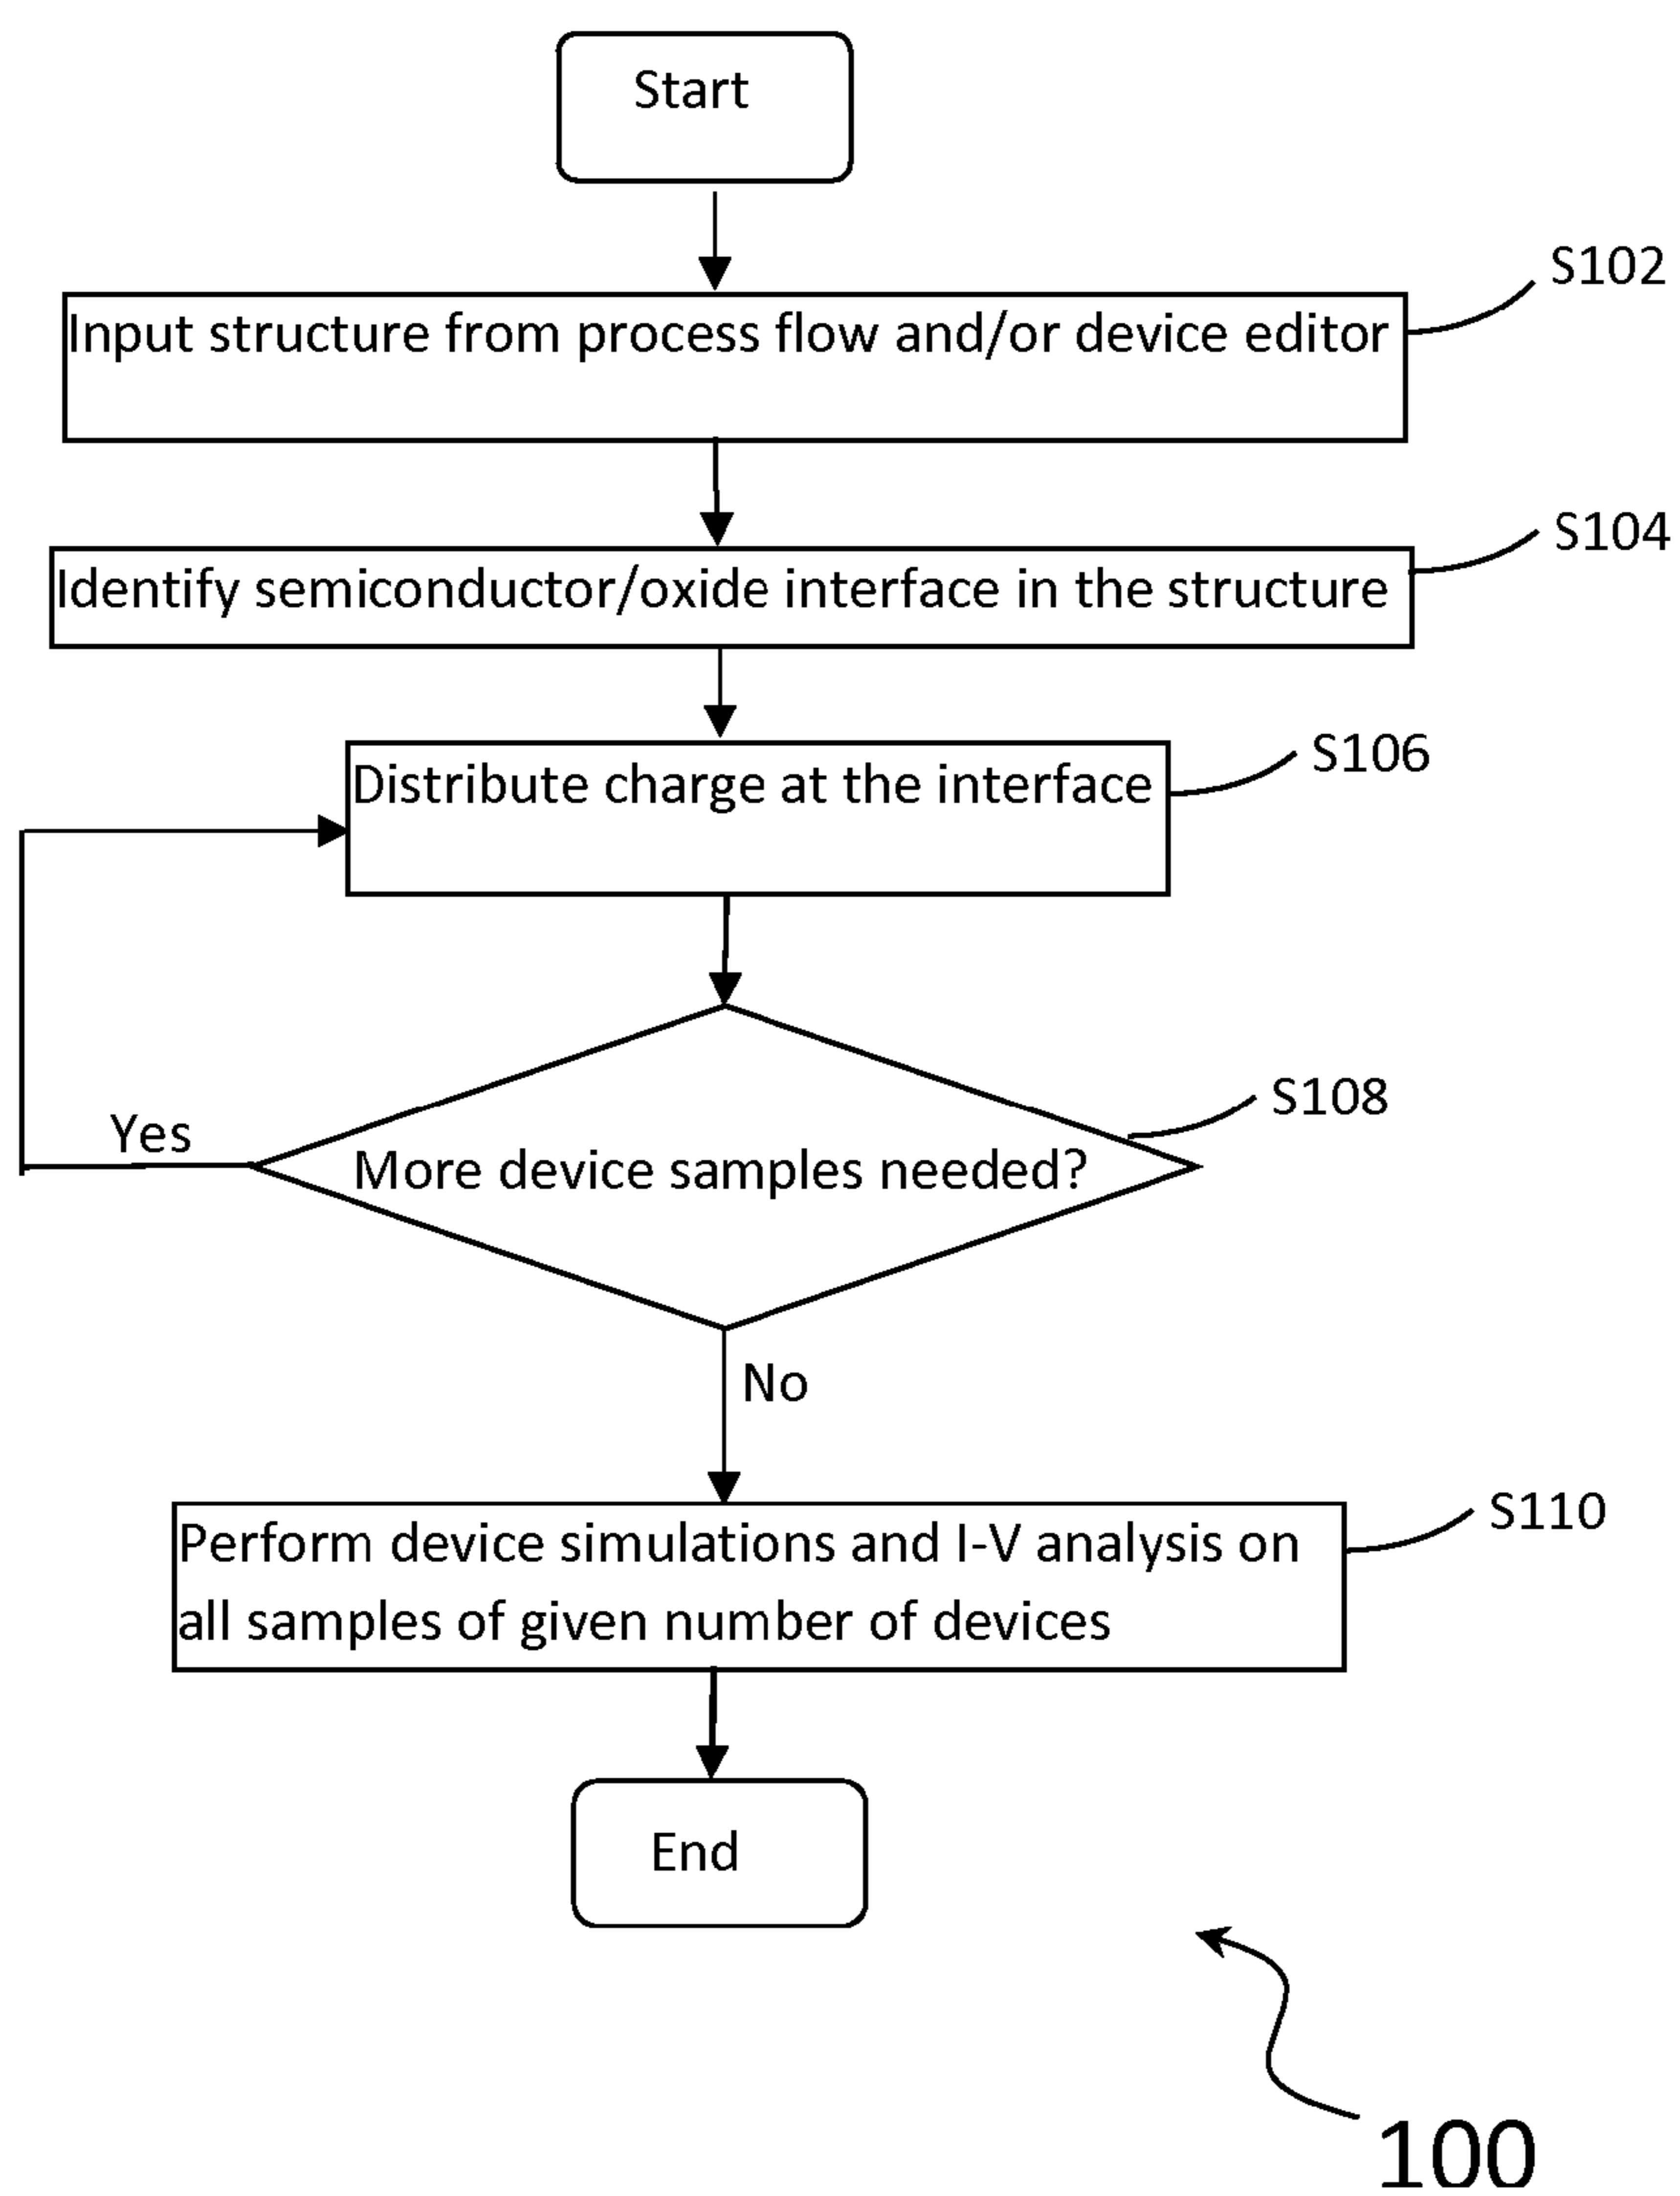 Start
S102
Input structure from process flow and/or device editor
S104
Identify semiconductor/oxide interface in the structure
S106
Distribute charge at the interface
S108
Yes
More device samples needed?
No
S110
Perform device simulations and I-V analysis on
all samples of given number of devices
End
100